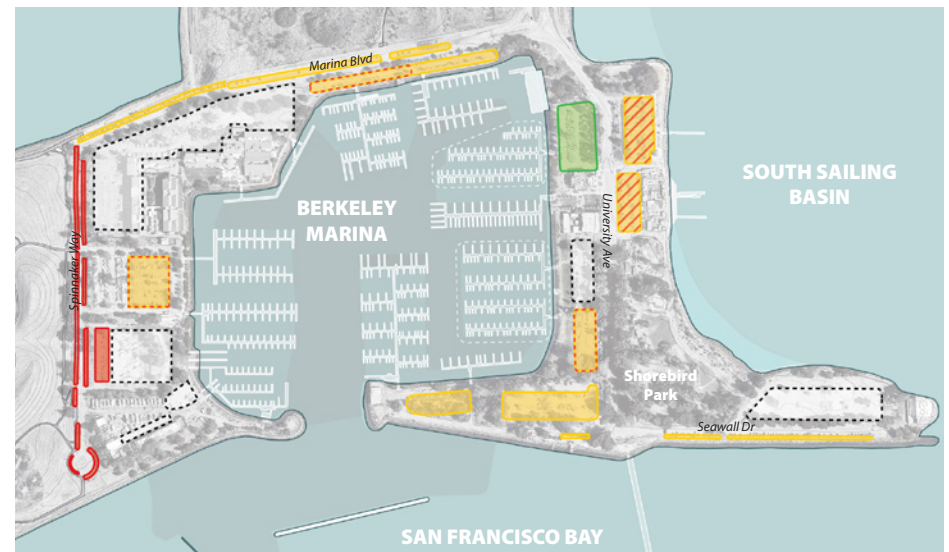 Marina Blvd
SOUTH SAILING
BASIN
BERKELEY
MARINA
University Ave
Spinnaker Way
Shorebird
Park
Seawall Dr
SAN FRANCISCO BAY